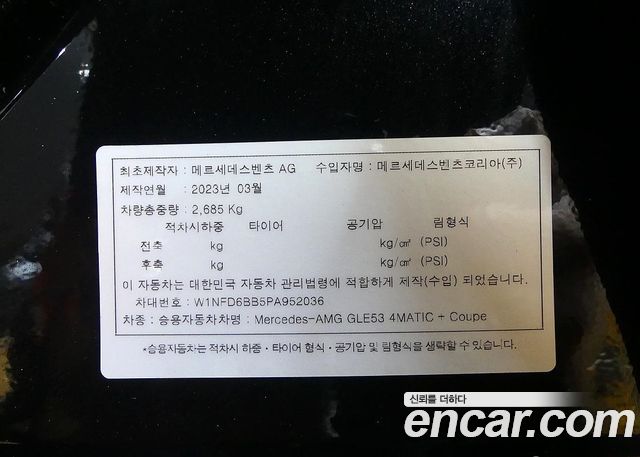 최초제작자 : 메르세데스벤츠 AG 수입자명 : 메르세데스벤츠코리아(주)
제작연월 : 2023년 03월
차량총중량 : 2,685 Kg
적차시하중 타이어 공기압 림형식
전축 kg kg/㎠ (PSI)
후축 kg kg/㎠ (PSI)
이 자동차는 대한민국 자동차 관리법령에 적합하게 제작(수입) 되었습니다.
차대번호 : W1NFD6BB5PA952036
차종 : 승용자동차차명 : Mercedes-AMG GLE53 4MATIC + Coupe
*승용자동차는 적차시 하중·타이어 형식·공기압 및 림형식을 생략할 수 있습니다.
신뢰를 더하다
encar.com